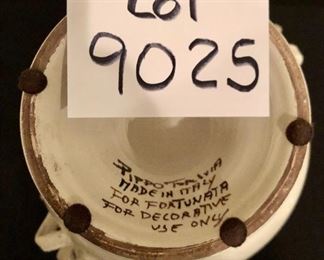 LOT
9025
MADE IN ITALY
FOR FORTUNATA
FOR DECORATIVE
USE ONLY